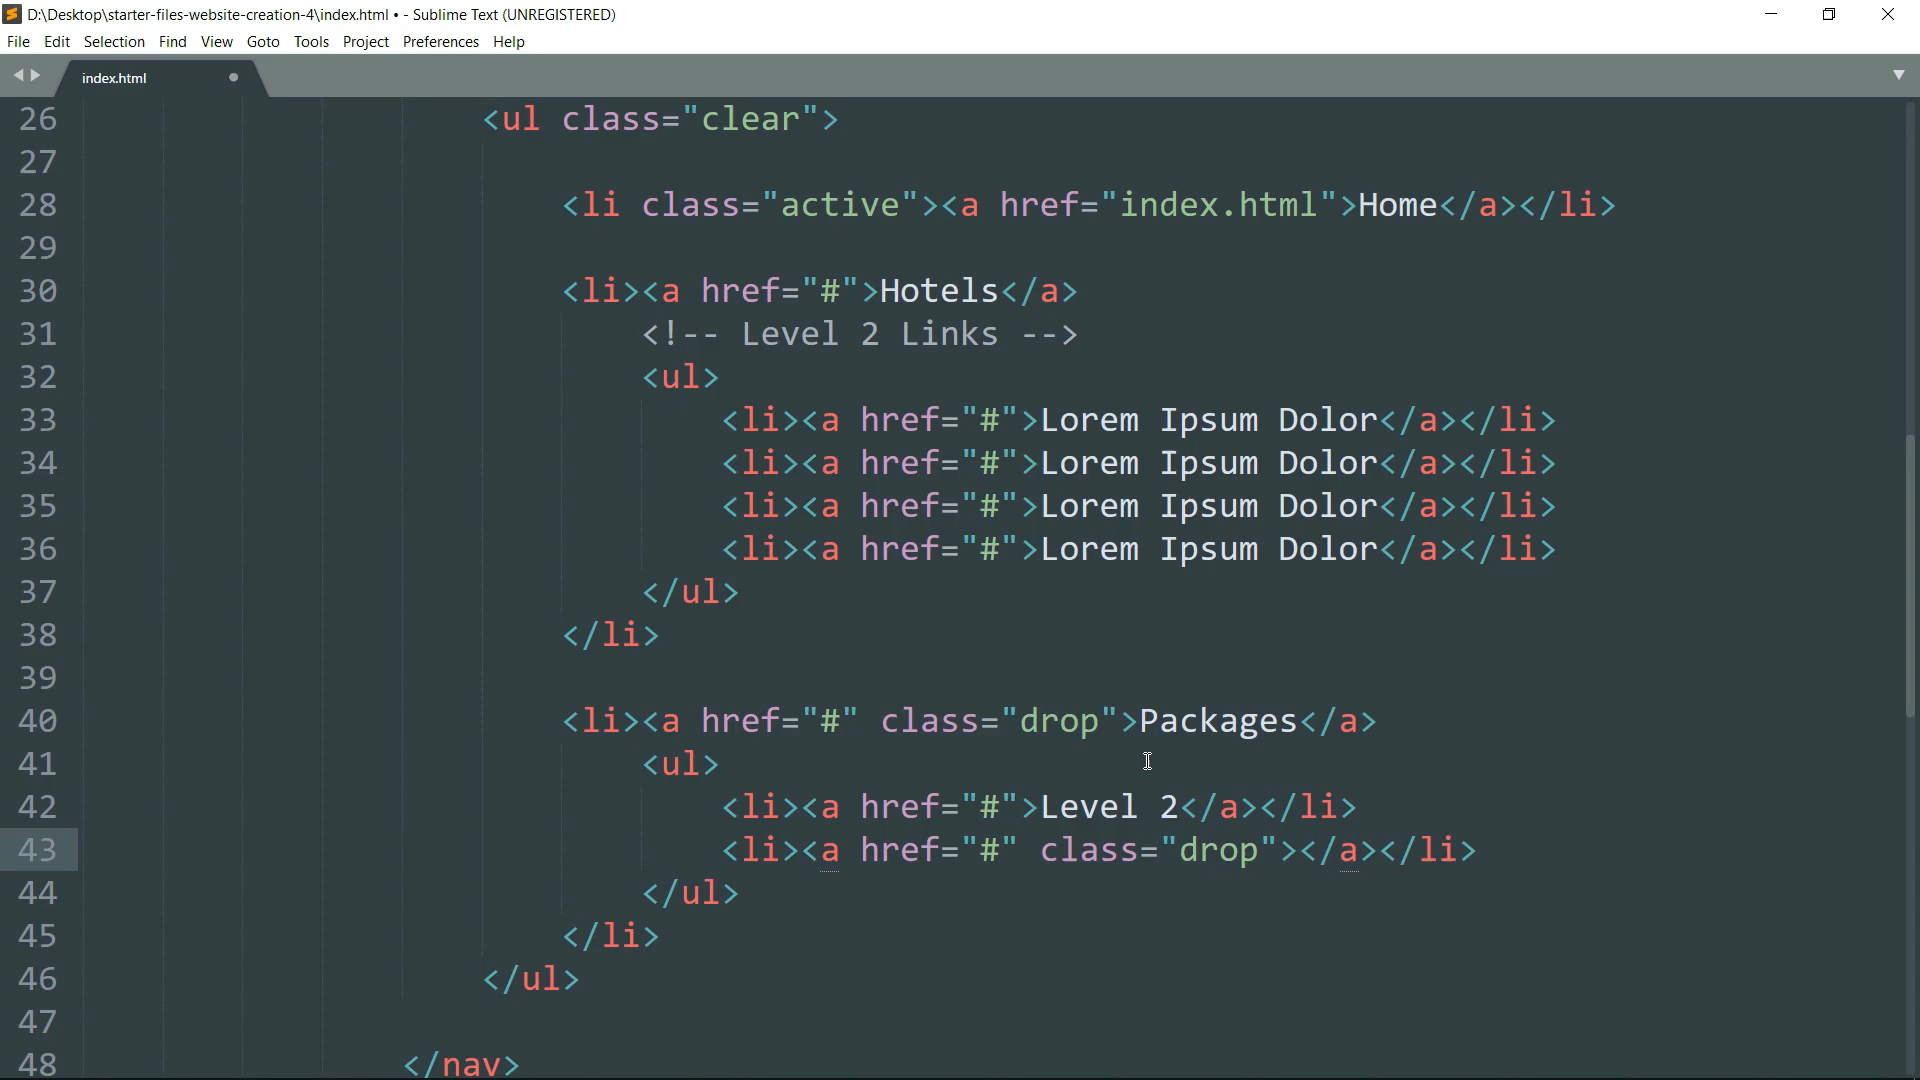 D:\Desktop\starter-files-website-creation-4\index.html • - Sublime Text (UNREGISTERED)
File Edit Selection Find View Goto Tools Project Preferences Help
index.html
26 <ul class="clear">
27
28 <li class="active"><a href="index.html">Home</a></li>
29
30 <li><a href="#">Hotels</a>
31 <!-- Level 2 Links -->
32 <ul>
33 <li><a href="#">Lorem Ipsum Dolor</a></li>
34 <li><a href="#">Lorem Ipsum Dolor</a></li>
35 <li><a href="#">Lorem Ipsum Dolor</a></li>
36 <li><a href="#">Lorem Ipsum Dolor</a></li>
37 </ul>
38 </li>
39
40 <li><a href="#" class="drop">Packages</a>
41 <ul>
42 <li><a href="#">Level 2</a></li>
43 <li><a href="#" class="drop"></a></li>
44 </ul>
45 </li>
46 </ul>
47
48 </nav>